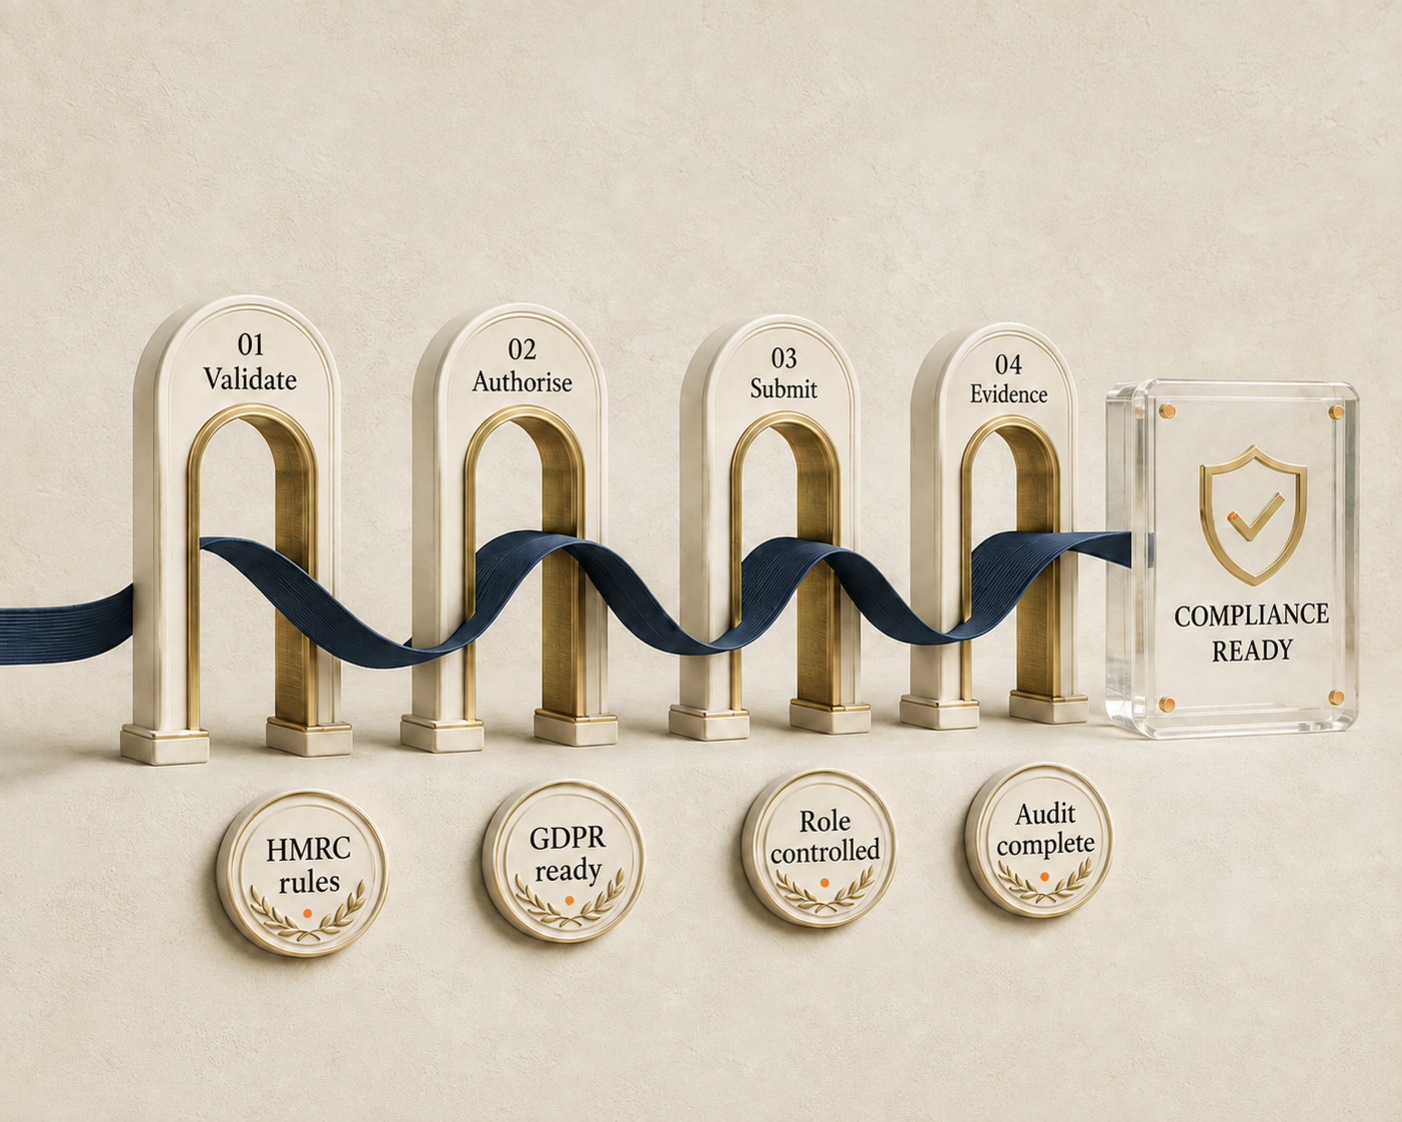 01
Validate
02
Authorise
03
Submit
04
Evidence
COMPLIANCE
READY
HMRC
rules
GDPR
ready
Role
controlled
Audit
complete